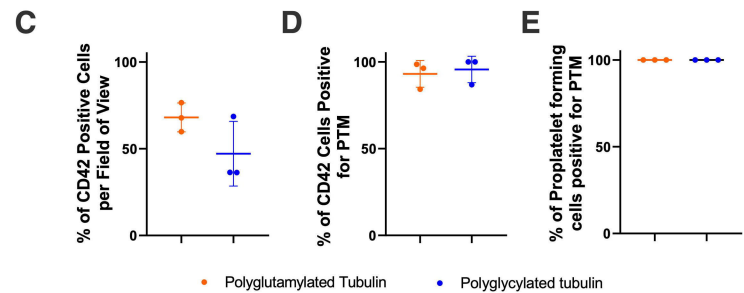 C
% of CD42 Positive Cells
per Field of View
100
50
0
D
% of CD42 Cells Positive
for PTM
100
50
0
E
% of Proplatelet forming
cells positive for PTM
100
50
0
Polyglutamylated Tubulin
Polyglycylated tubulin